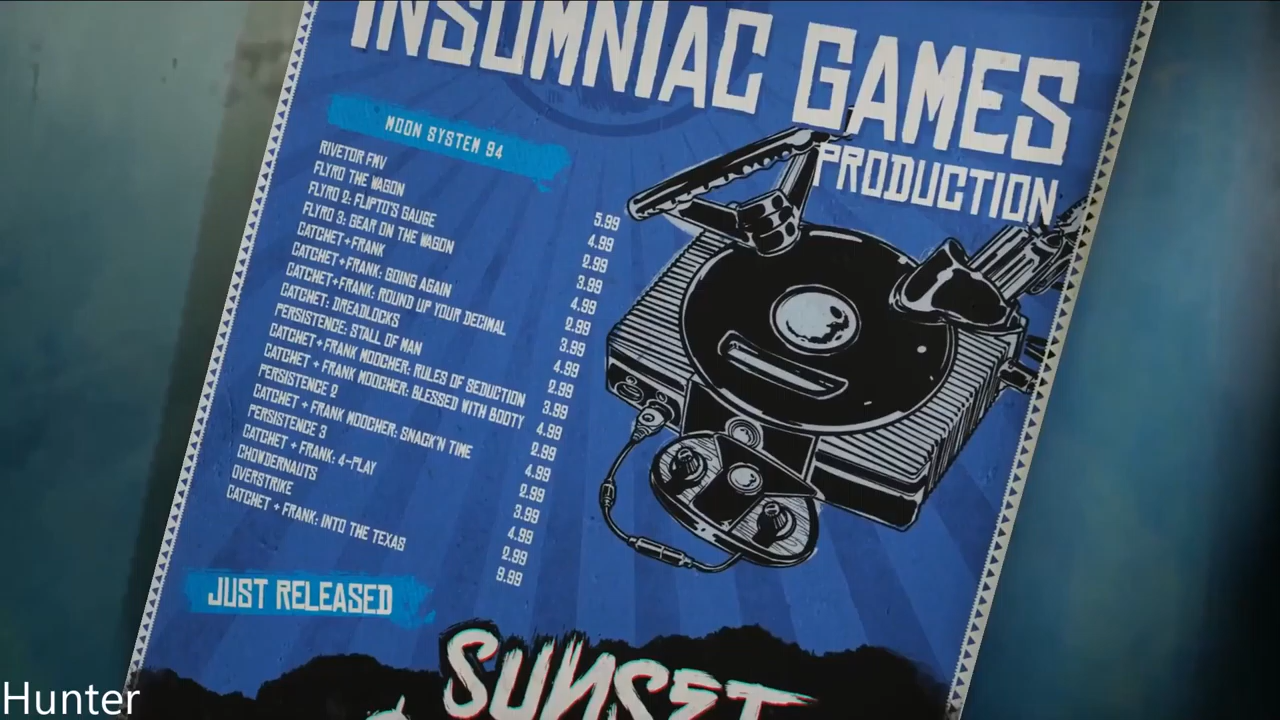 INSOMNIAC GAMES
PRODUCTION
MOON SYSTEM 94
RIVETOR FMV 5.99
FLYRO THE WAGON 4.99
FLYRO 2: FLIPTO'S GAUGE 2.99
FLYRO 3: GEAR ON THE WAGON 3.99
CATCHET+FRANK 4.99
CATCHET+FRANK: GOING AGAIN 2.99
CATCHET+FRANK: ROUND UP YOUR DECIMAL 3.99
CATCHET: DREADLOCKS 4.99
PERSISTENCE: STALL OF MAN 2.99
CATCHET+FRANK MOOCHER: RULES OF SEDUCTION 3.99
CATCHET + FRANK MOOCHER: BLESSED WITH BOOTY 4.99
PERSISTENCE 2 2.99
CATCHET + FRANK MOOCHER: SNACK'N TIME 4.99
PERSISTENCE 3 2.99
CATCHET + FRANK: 4-PLAY 3.99
CHOWDERNAUTS 4.99
OVERSTRIKE 2.99
CATCHET + FRANK: INTO THE TEXAS 9.99
JUST RELEASED
SUNSET
Hunter